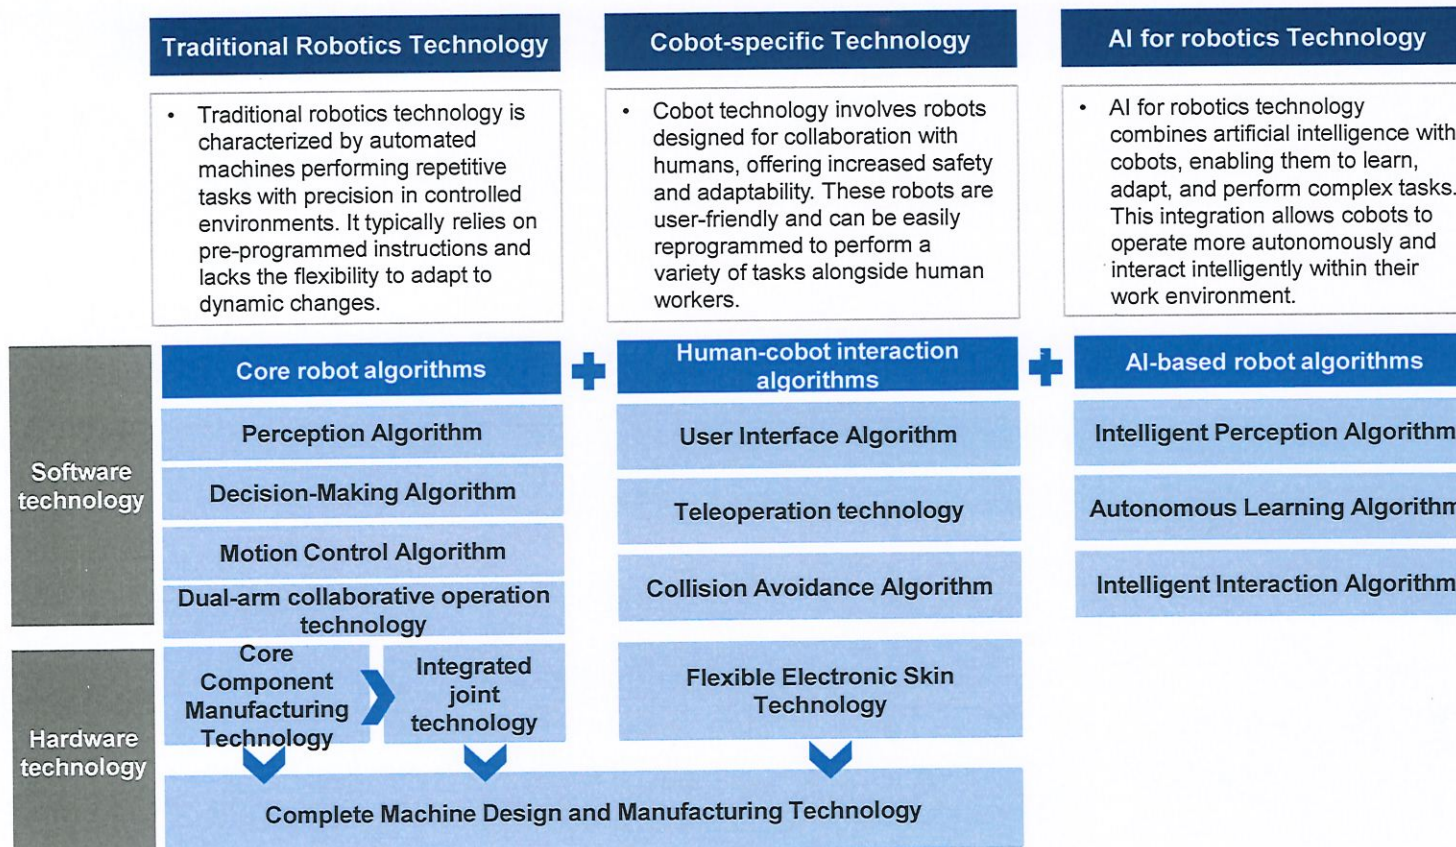 Traditional Robotics Technology
Cobot-specific Technology
AI for robotics Technology
• Traditional robotics technology is
characterized by automated
machines performing repetitive
tasks with precision in controlled
environments. It typically relies on
pre-programmed instructions and
lacks the flexibility to adapt to
dynamic changes.
• Cobot technology involves robots
designed for collaboration with
humans, offering increased safety
and adaptability. These robots are
user-friendly and can be easily
reprogrammed to perform a
variety of tasks alongside human
workers.
• AI for robotics technology
combines artificial intelligence with
cobots, enabling them to learn,
adapt, and perform complex tasks.
This integration allows cobots to
operate more autonomously and
interact intelligently within their
work environment.
Software
technology
Core robot algorithms
Perception Algorithm
Decision-Making Algorithm
Motion Control Algorithm
Dual-arm collaborative operation
technology
Human-cobot interaction
algorithms
User Interface Algorithm
Teleoperation technology
Collision Avoidance Algorithm
AI-based robot algorithms
Intelligent Perception Algorithm
Autonomous Learning Algorithm
Intelligent Interaction Algorithm
Hardware
technology
Core
Component
Manufacturing
Technology
Integrated
joint
technology
Flexible Electronic Skin
Technology
Complete Machine Design and Manufacturing Technology